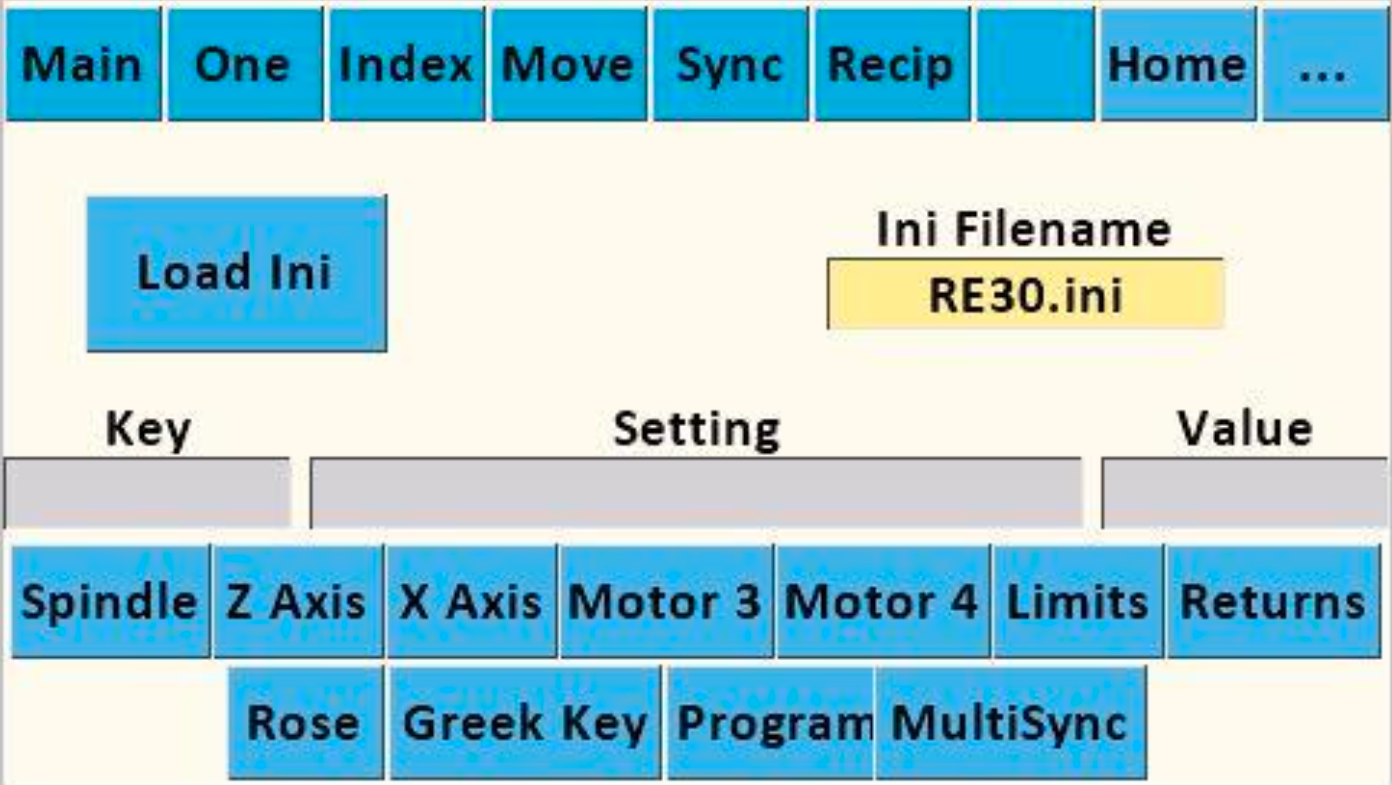 Main One Index Move Sync Recip Home ...
Load Ini
Ini Filename
RE30.ini
Key Setting Value
Spindle Z Axis X Axis Motor 3 Motor 4 Limits Returns
Rose Greek Key Program MultiSync